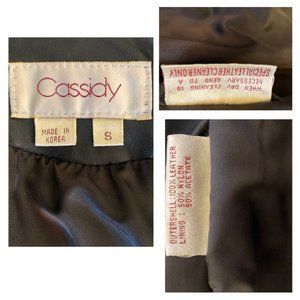 Cassidy
MADE IN
KOREA
S
WHEN DRY CLEANING IS
NECESSARY SEND TO A
SPECIAL LEATHER CLEANER ONLY
OUTERSHELL: 100% LEATHER
LINING : 50% NYLON
50% ACETATE